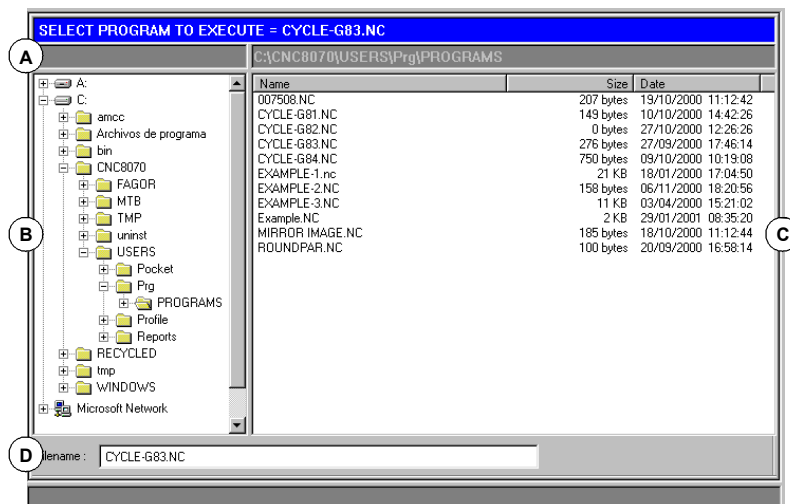 SELECT PROGRAM TO EXECUTE = CYCLE-G83.NC
A
C:\CNC8070\USERS\Prg\PROGRAMS
A:
C:
amcc
Archivos de programa
bin
CNC8070
FAGOR
MTB
TMP
uninst
USERS
Pocket
Prg
PROGRAMS
Profile
Reports
RECYCLED
tmp
WINDOWS
Microsoft Network
B
Name Size Date
007508.NC 207 bytes 19/10/2000 11:12:42
CYCLE-G81.NC 149 bytes 10/10/2000 14:42:26
CYCLE-G82.NC 0 bytes 27/10/2000 12:26:26
CYCLE-G83.NC 276 bytes 27/09/2000 17:46:14
CYCLE-G84.NC 750 bytes 09/10/2000 10:19:08
EXAMPLE-1.nc 21 KB 18/01/2000 17:04:50
EXAMPLE-2.NC 158 bytes 06/11/2000 18:20:56
EXAMPLE-3.NC 11 KB 03/04/2000 15:21:02
Example.NC 2 KB 29/01/2001 08:35:20
MIRROR IMAGE.NC 185 bytes 18/10/2000 11:12:44
ROUNDPAR.NC 100 bytes 20/09/2000 16:58:14
C
D
ilename : CYCLE-G83.NC